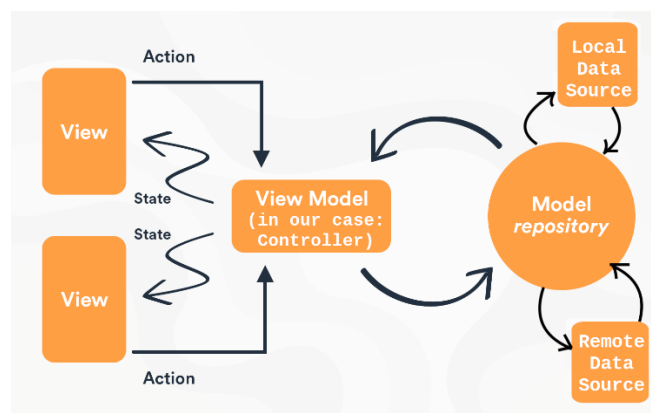 Action
View
State
State
View
Action
View Model
(in our case:
Controller)
Model
repository
Local
Data
Source
Remote
Data
Source